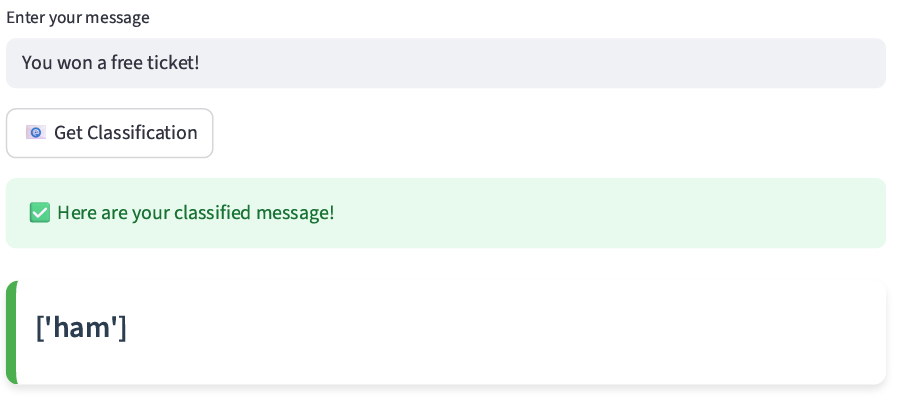 Enter your message
You won a free ticket!
Get Classification
Here are your classified message!
['ham']